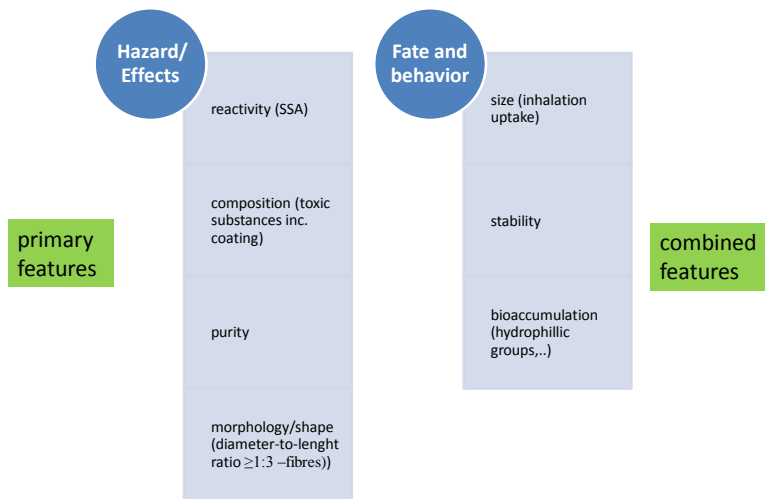 Hazard/
Effects
reactivity (SSA)
composition (toxic
substances inc.
coating)
purity
morphology/shape
(diameter-to-lenght
ratio ≥1:3 –fibres))
primary
features
Fate and
behavior
size (inhalation
uptake)
stability
bioaccumulation
(hydrophillic
groups,..)
combined
features